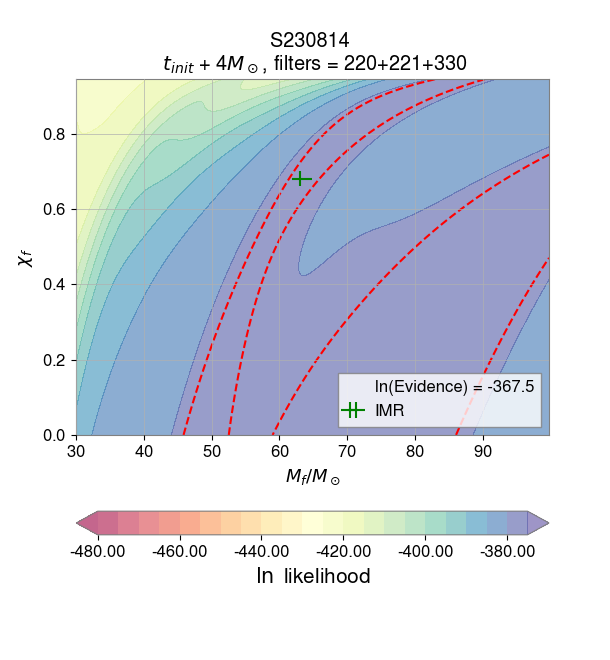 S230814
t_init + 4M_⊙, filters = 220+221+330
χ_f
0.8
0.6
0.4
0.2
0.0
30 40 50 60 70 80 90
M_f/M_⊙
ln(Evidence) = -367.5
IMR
-480.00 -460.00 -440.00 -420.00 -400.00 -380.00
ln likelihood